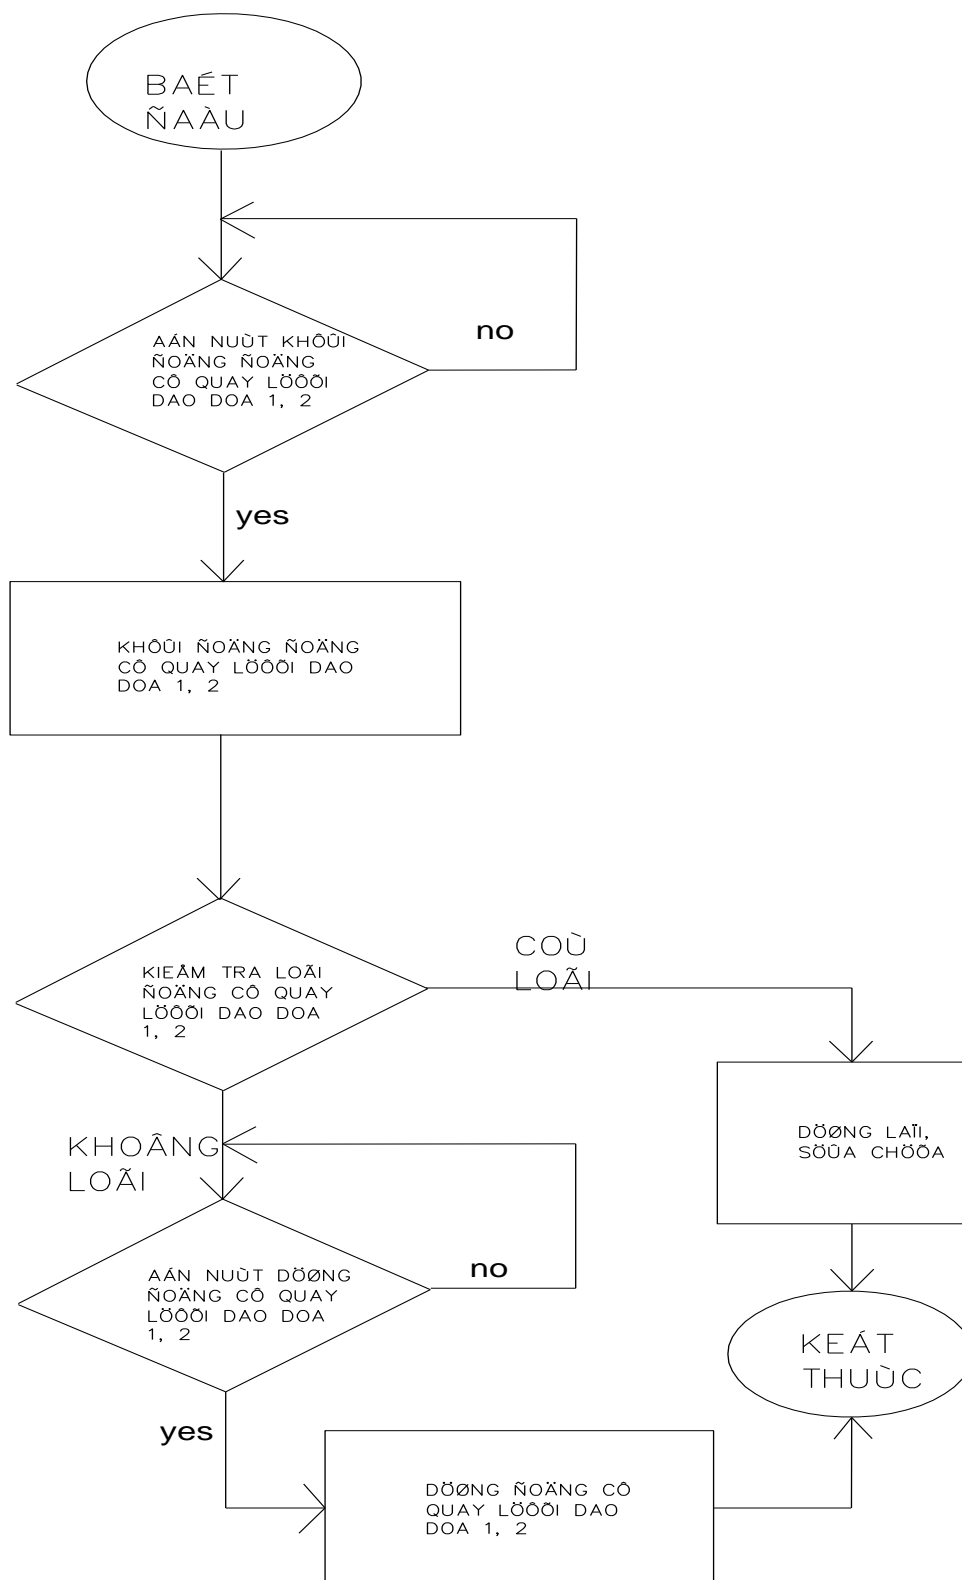 BAÉT
ÑAÀU
no
AÁN NUÙT KHÔÛI
ÑOÄNG ÑOÄNG
CÔ QUAY LÖÔÕI
DAO DOA 1, 2
yes
KHÔÛI ÑOÄNG ÑOÄNG
CÔ QUAY LÖÔÕI DAO
DOA 1, 2
COÙ
LOÃI
KIEÅM TRA LOÃI
ÑOÄNG CÔ QUAY
LÖÔÕI DAO DOA
1, 2
KHOÂNG
LOÃI
DÖØNG LAÏI,
SÖÛA CHÖÕA
no
AÁN NUÙT DÖØNG
ÑOÄNG CÔ QUAY
LÖÔÕI DAO DOA
1, 2
KEÁT
THUÙC
yes
DÖØNG ÑOÄNG CÔ
QUAY LÖÔÕI DAO
DOA 1, 2